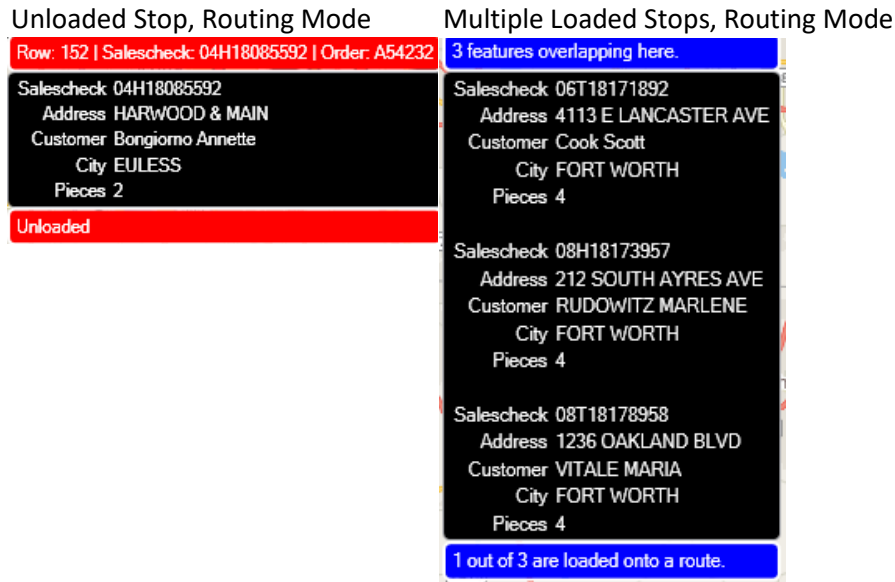 Unloaded Stop, Routing Mode
Row: 152 | Salescheck: 04H18085592 | Order: A54232
Salescheck 04H18085592
Address HARWOOD & MAIN
Customer Bongiorno Annette
City EULESS
Pieces 2
Unloaded
Multiple Loaded Stops, Routing Mode
3 features overlapping here.
Salescheck 06T18171892
Address 4113 E LANCASTER AVE
Customer Cook Scott
City FORT WORTH
Pieces 4
Salescheck 08H18173957
Address 212 SOUTH AYRES AVE
Customer RUDOWITZ MARLENE
City FORT WORTH
Pieces 4
Salescheck 08T18178958
Address 1236 OAKLAND BLVD
Customer VITALE MARIA
City FORT WORTH
Pieces 4
1 out of 3 are loaded onto a route.